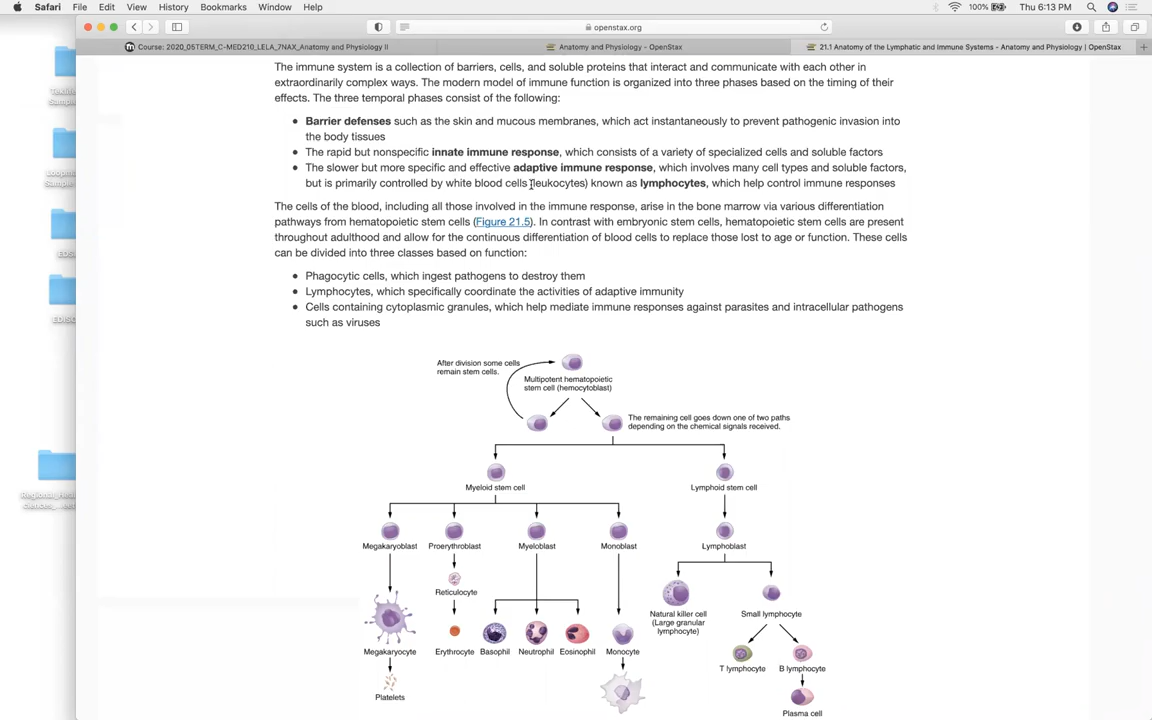 Safari File Edit View History Bookmarks Window Help 100% Thu 6:13 PM
openstax.org
Course: 2020_05TERM_C-MED210_LELA_7NAX_Anatomy and Physiology II
Anatomy and Physiology - OpenStax
21.1 Anatomy of the Lymphatic and Immune Systems - Anatomy and Physiology | OpenStax
The immune system is a collection of barriers, cells, and soluble proteins that interact and communicate with each other in
extraordinarily complex ways. The modern model of immune function is organized into three phases based on the timing of their
effects. The three temporal phases consist of the following:
• Barrier defenses such as the skin and mucous membranes, which act instantaneously to prevent pathogenic invasion into
the body tissues
• The rapid but nonspecific innate immune response, which consists of a variety of specialized cells and soluble factors
• The slower but more specific and effective adaptive immune response, which involves many cell types and soluble factors,
but is primarily controlled by white blood cells (leukocytes) known as lymphocytes, which help control immune responses
The cells of the blood, including all those involved in the immune response, arise in the bone marrow via various differentiation
pathways from hematopoietic stem cells (Figure 21.5). In contrast with embryonic stem cells, hematopoietic stem cells are present
throughout adulthood and allow for the continuous differentiation of blood cells to replace those lost to age or function. These cells
can be divided into three classes based on function:
• Phagocytic cells, which ingest pathogens to destroy them
• Lymphocytes, which specifically coordinate the activities of adaptive immunity
• Cells containing cytoplasmic granules, which help mediate immune responses against parasites and intracellular pathogens
such as viruses
After division some cells
remain stem cells.
Multipotent hematopoietic
stem cell (hemocytoblast)
The remaining cell goes down one of two paths
depending on the chemical signals received.
Myeloid stem cell
Lymphoid stem cell
Megakaryoblast
Proerythroblast
Myeloblast
Monoblast
Lymphoblast
Reticulocyte
Natural killer cell
(Large granular
lymphocyte)
Small lymphocyte
Megakaryocyte
Erythrocyte
Basophil
Neutrophil
Eosinophil
Monocyte
T lymphocyte
B lymphocyte
Platelets
Plasma cell